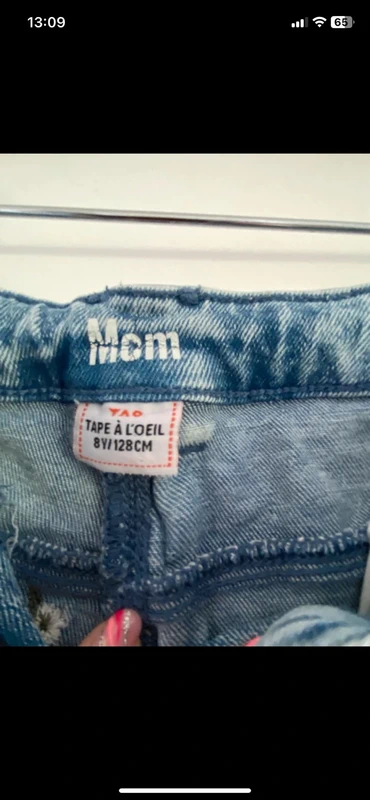 13:09
65
Mom
TAO
TAPE À L'OEIL
8Y/128CM